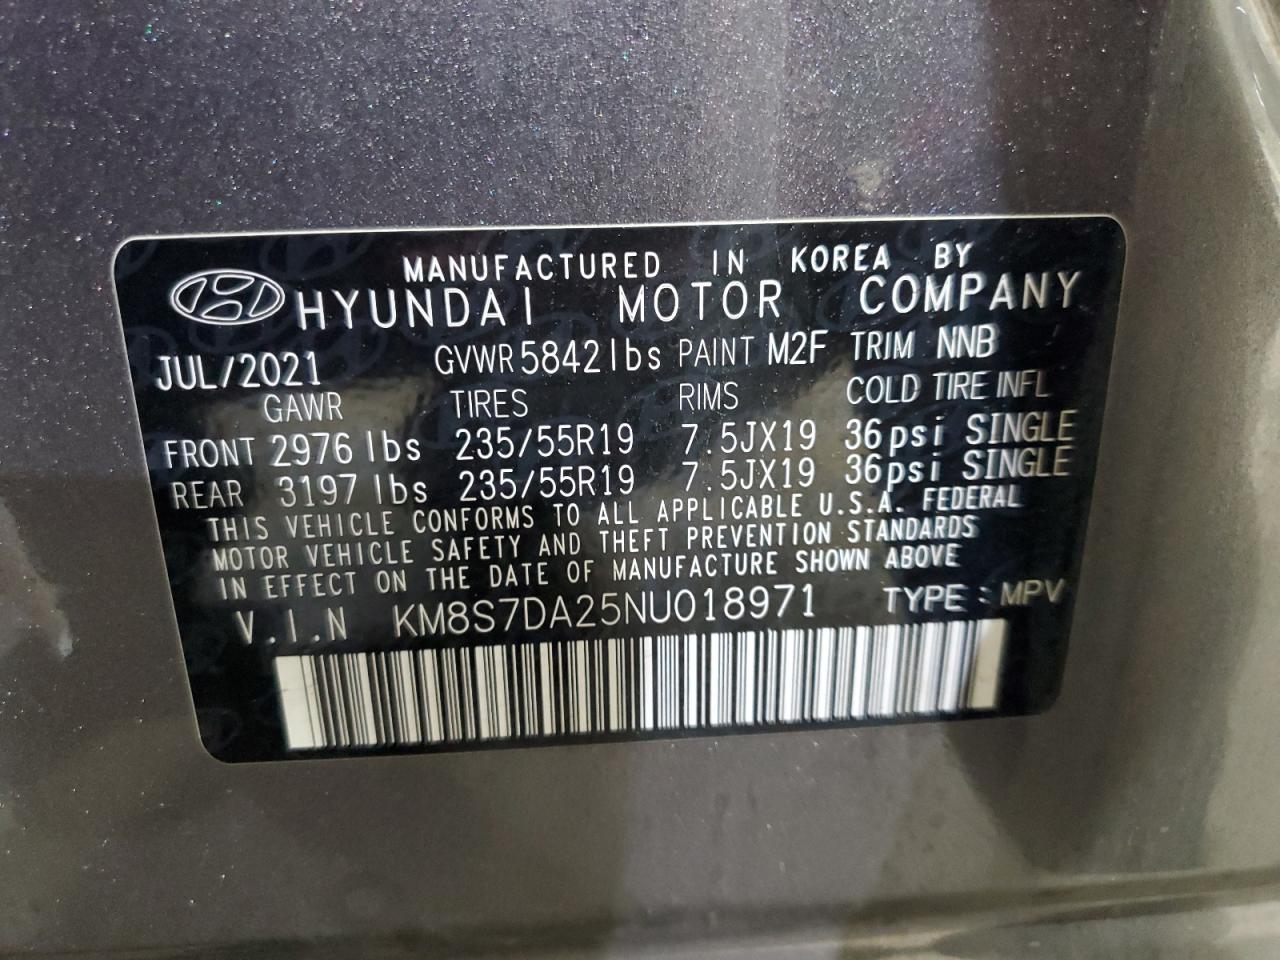 MANUFACTURED IN KOREA BY
HYUNDAI MOTOR COMPANY
JUL/2021 GVWR 5842 lbs PAINT M2F TRIM NNB
GAWR TIRES RIMS COLD TIRE INFL
FRONT 2976 lbs 235/55R19 7.5JX19 36psi SINGLE
REAR 3197 lbs 235/55R19 7.5JX19 36psi SINGLE
THIS VEHICLE CONFORMS TO ALL APPLICABLE U.S.A. FEDERAL
MOTOR VEHICLE SAFETY AND THEFT PREVENTION STANDARDS
IN EFFECT ON THE DATE OF MANUFACTURE SHOWN ABOVE
V.I.N KM8S7DA25NU018971 TYPE : MPV